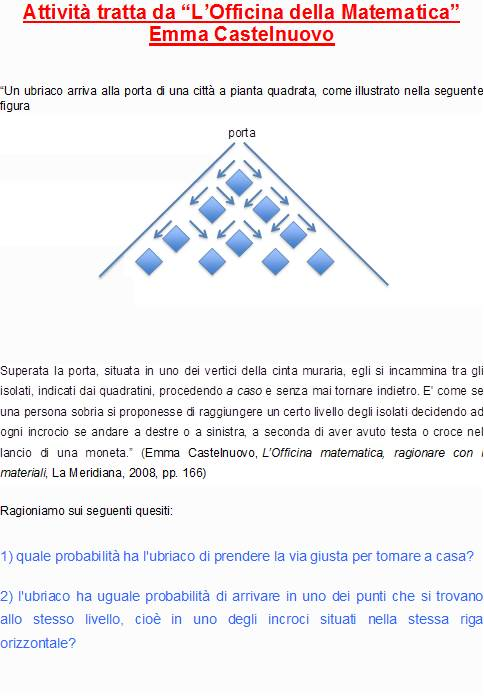 Attività tratta da “L’Officina della Matematica”
Emma Castelnuovo
“Un ubriaco arriva alla porta di una città a pianta quadrata, come illustrato nella seguente
figura
porta
Superata la porta, situata in uno dei vertici della cinta muraria, egli si incammina tra gli
isolati, indicati dai quadratini, procedendo a caso e senza mai tornare indietro. E’ come se
una persona sobria si proponesse di raggiungere un certo livello degli isolati decidendo ad
ogni incrocio se andare a destre o a sinistra, a seconda di aver avuto testa o croce nel
lancio di una moneta.” (Emma Castelnuovo, L’Officina matematica, ragionare con i
materiali, La Meridiana, 2008, pp. 166)
Ragioniamo sui seguenti quesiti:
1) quale probabilità ha l'ubriaco di prendere la via giusta per tornare a casa?
2) l'ubriaco ha uguale probabilità di arrivare in uno dei punti che si trovano
allo stesso livello, cioè in uno degli incroci situati nella stessa riga
orizzontale?